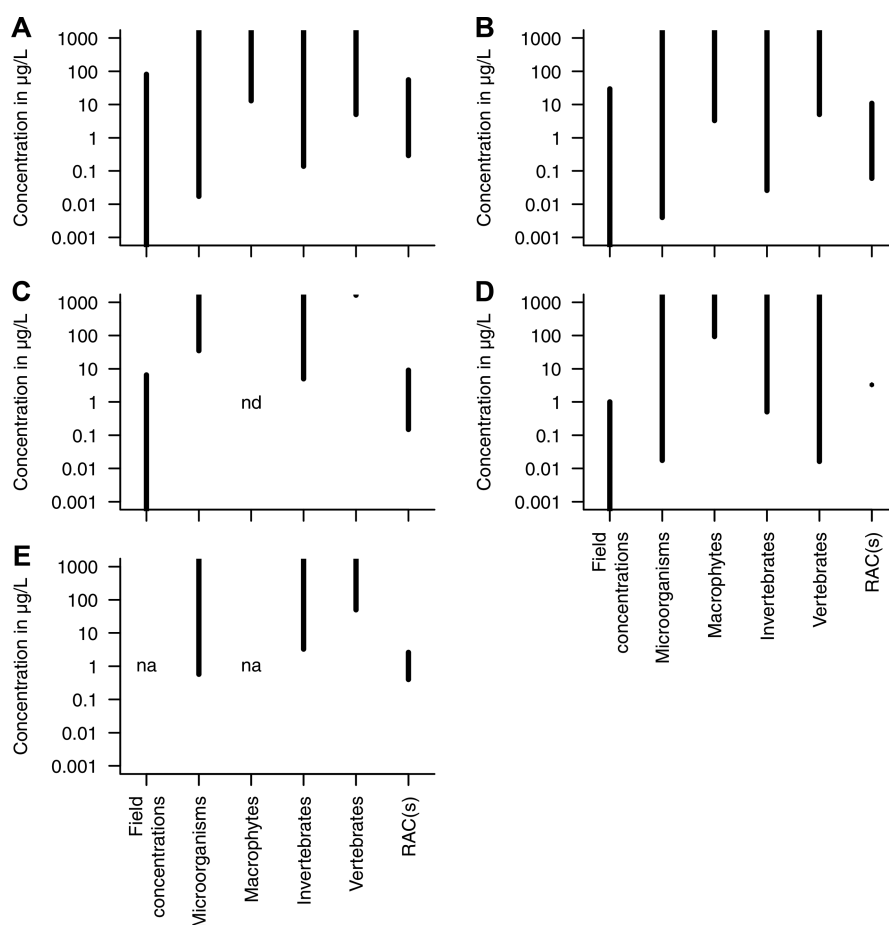 A
Concentration in µg/L
1000
100
10
1
0.1
0.01
0.001
B
Concentration in µg/L
1000
100
10
1
0.1
0.01
0.001
C
Concentration in µg/L
1000
100
10
1
0.1
0.01
0.001
nd
D
Concentration in µg/L
1000
100
10
1
0.1
0.01
0.001
Field
concentrations
Microorganisms
Macrophytes
Invertebrates
Vertebrates
RAC(s)
E
Concentration in µg/L
1000
100
10
1
0.1
0.01
0.001
na
na
Field
concentrations
Microorganisms
Macrophytes
Invertebrates
Vertebrates
RAC(s)